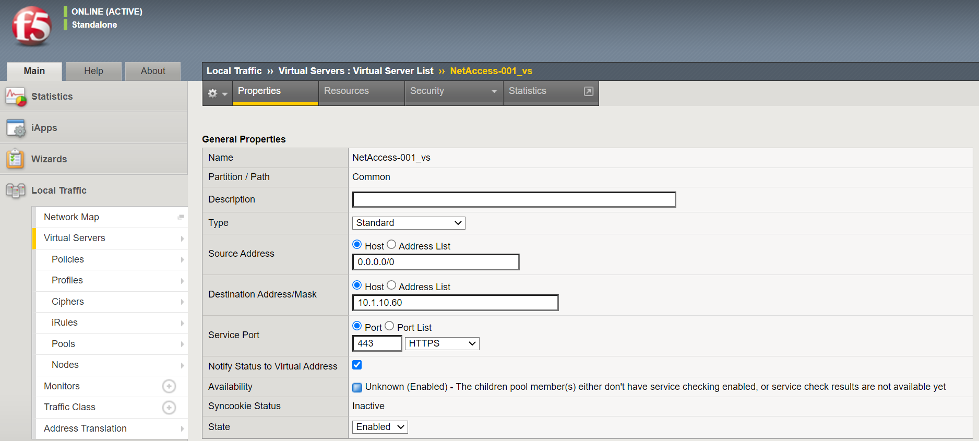 f5
ONLINE (ACTIVE)
Standalone
Main
Help
About
Statistics
iApps
Wizards
Local Traffic
Network Map
Virtual Servers
Policies
Profiles
Ciphers
iRules
Pools
Nodes
Monitors
Traffic Class
Address Translation
Local Traffic ›› Virtual Servers : Virtual Server List ›› NetAccess-001_vs
Properties
Resources
Security
Statistics
General Properties
Name NetAccess-001_vs
Partition / Path Common
Description
Type Standard
Source Address Host Address List
0.0.0.0/0
Destination Address/Mask Host Address List
10.1.10.60
Service Port Port Port List
443 HTTPS
Notify Status to Virtual Address
Availability Unknown (Enabled) - The children pool member(s) either don't have service checking enabled, or service check results are not available yet
Syncookie Status Inactive
State Enabled